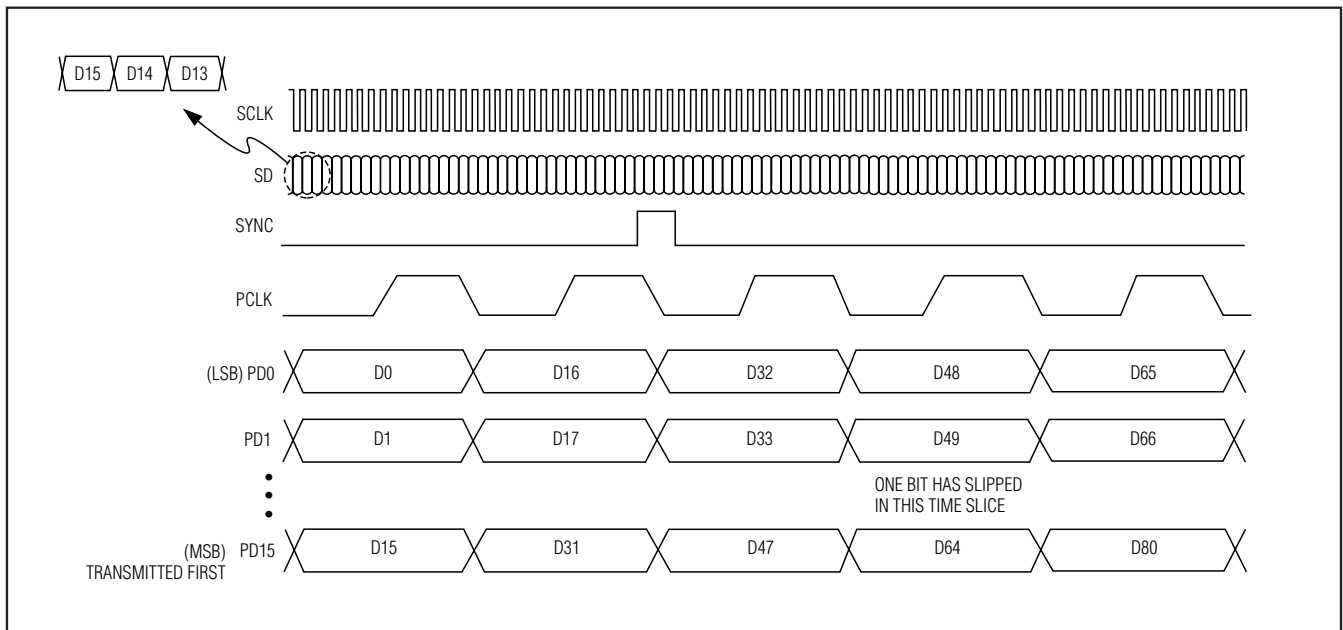 D15 D14 D13
SCLK
SD
SYNC
PCLK
(LSB) PD0 D0 D16 D32 D48 D65
PD1 D1 D17 D33 D49 D66
ONE BIT HAS SLIPPED
IN THIS TIME SLICE
(MSB) PD15 D15 D31 D47 D64 D80
TRANSMITTED FIRST